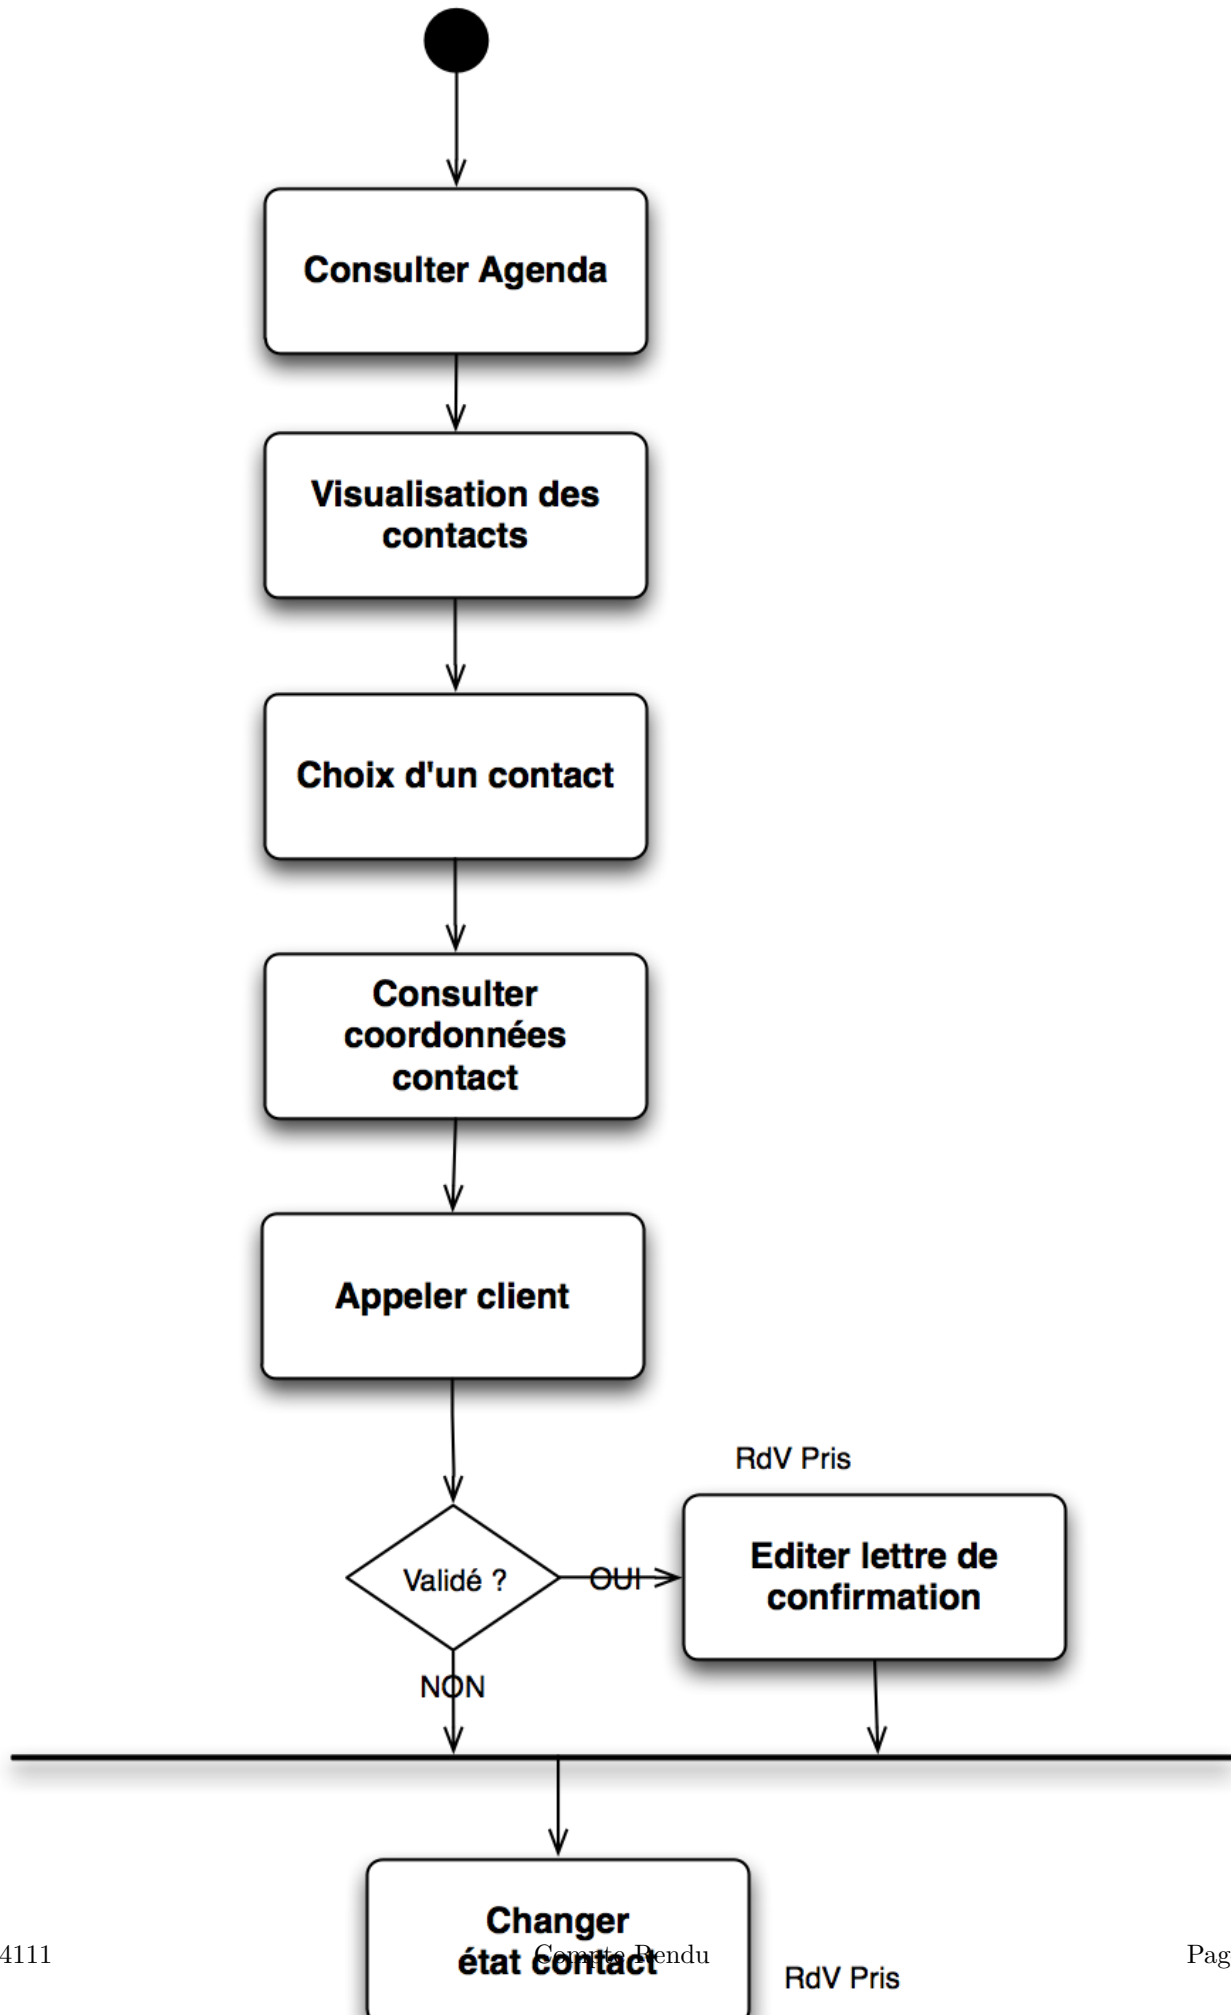 Consulter Agenda
Visualisation des
contacts
Choix d'un contact
Consulter
coordonnées
contact
Appeler client
RdV Pris
Validé ?
OUI
Editer lettre de
confirmation
NON
Changer
état contact
4111
Compte Rendu
Pag
RdV Pris